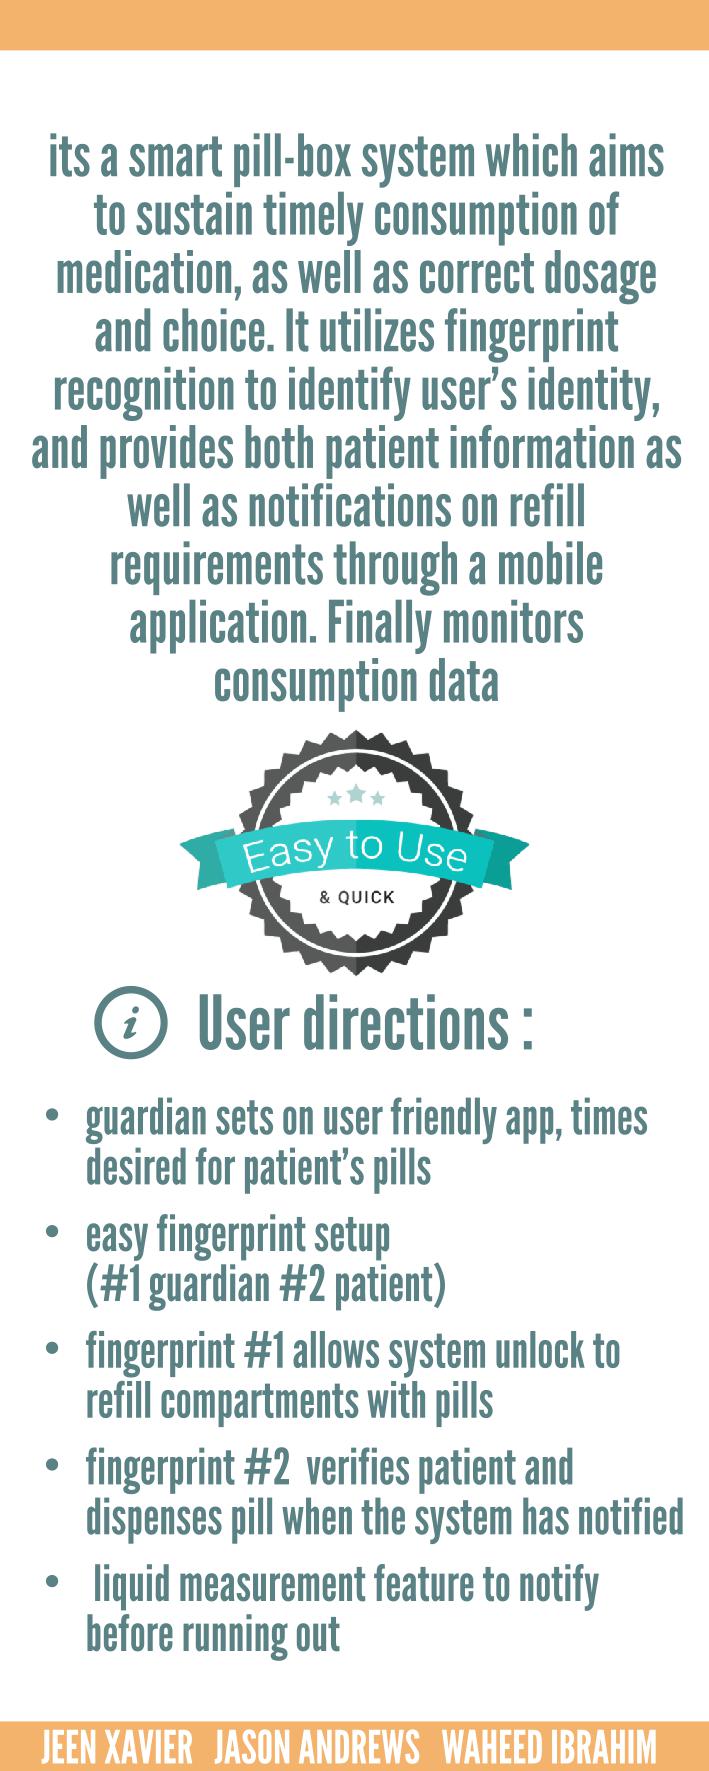 its a smart pill-box system which aims
to sustain timely consumption of
medication, as well as correct dosage
and choice. It utilizes fingerprint
recognition to identify user’s identity,
and provides both patient information as
well as notifications on refill
requirements through a mobile
application. Finally monitors
consumption data
Easy to Use
& QUICK
i User directions :
• guardian sets on user friendly app, times
desired for patient’s pills
• easy fingerprint setup
(#1 guardian #2 patient)
• fingerprint #1 allows system unlock to
refill compartments with pills
• fingerprint #2 verifies patient and
dispenses pill when the system has notified
• liquid measurement feature to notify
before running out
JEEN XAVIER JASON ANDREWS WAHEED IBRAHIM